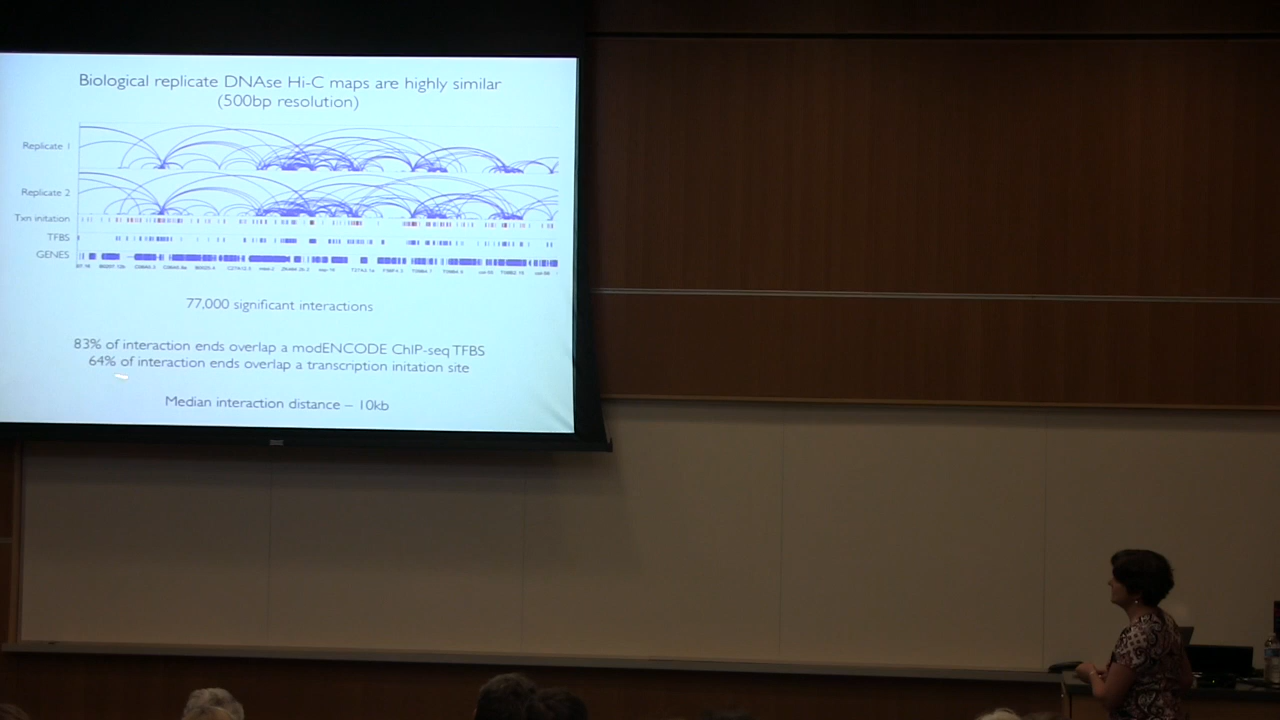 Biological replicate DNAse Hi-C maps are highly similar
(500bp resolution)
Replicate 1
Replicate 2
Txn initation
TFBS
GENES
77,000 significant interactions
83% of interaction ends overlap a modENCODE ChIP-seq TFBS
64% of interaction ends overlap a transcription initation site
Median interaction distance – 10kb